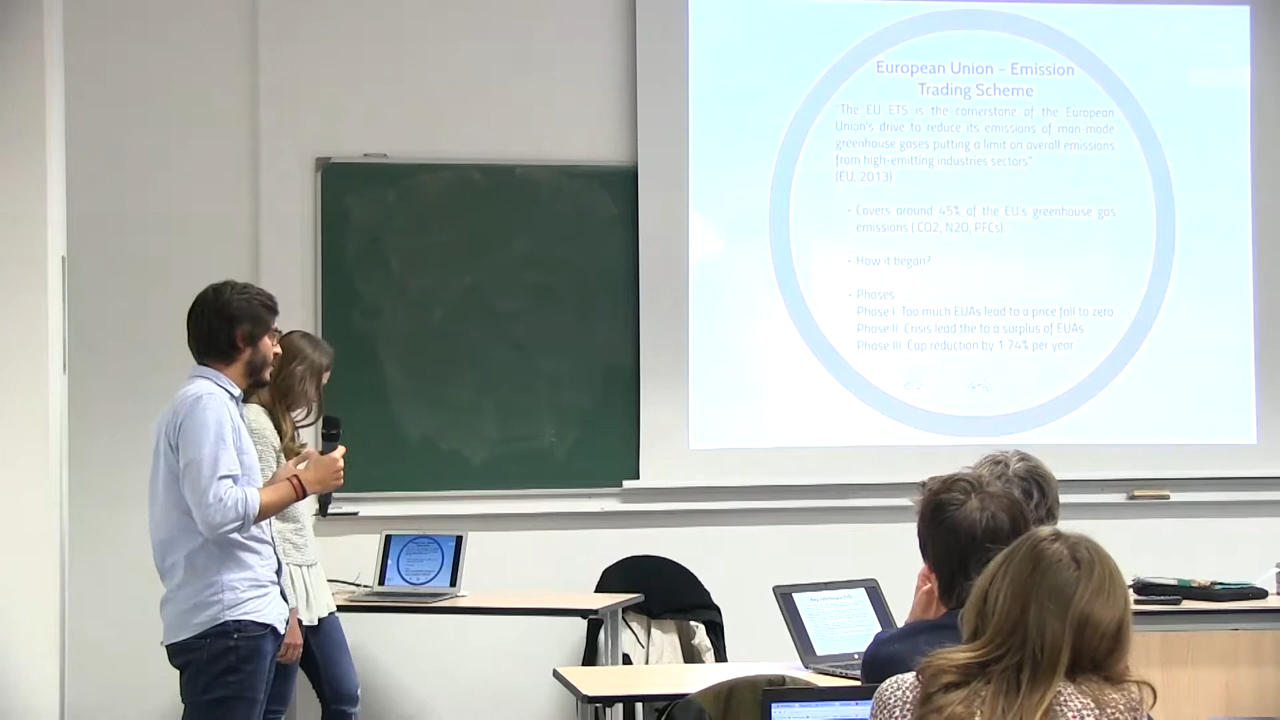 European Union - Emission
Trading Scheme
"The EU ETS is the cornerstone of the European
Union's drive to reduce its emissions of man-made
greenhouse gases putting a limit on overall emissions
from high-emitting industries sectors"
(EU, 2013)
• Covers around 45% of the EU's greenhouse gas
emissions ( CO2, N2O, PFCs)
• How it began?
• Phases
Phase I: Too much EUAs lead to a price fall to zero
Phase II: Crisis lead the to a surplus of EUAs
Phase III: Cap reduction by 1.74% per year